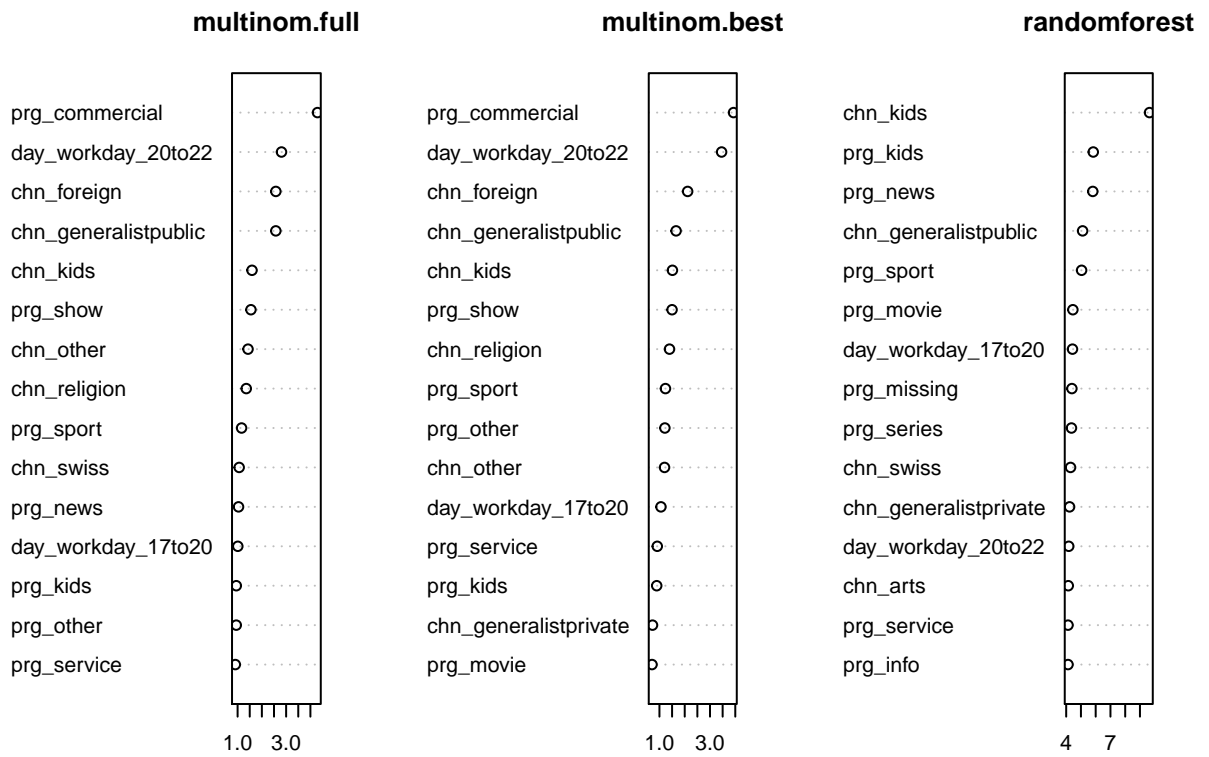 multinom.full
prg_commercial
day_workday_20to22
chn_foreign
chn_generalistpublic
chn_kids
prg_show
chn_other
chn_religion
prg_sport
chn_swiss
prg_news
day_workday_17to20
prg_kids
prg_other
prg_service
1.0 3.0
multinom.best
prg_commercial
day_workday_20to22
chn_foreign
chn_generalistpublic
chn_kids
prg_show
chn_religion
prg_sport
prg_other
chn_other
day_workday_17to20
prg_service
prg_kids
chn_generalistprivate
prg_movie
1.0 3.0
randomforest
chn_kids
prg_kids
prg_news
chn_generalistpublic
prg_sport
prg_movie
day_workday_17to20
prg_missing
prg_series
chn_swiss
chn_generalistprivate
day_workday_20to22
chn_arts
prg_service
prg_info
4 7